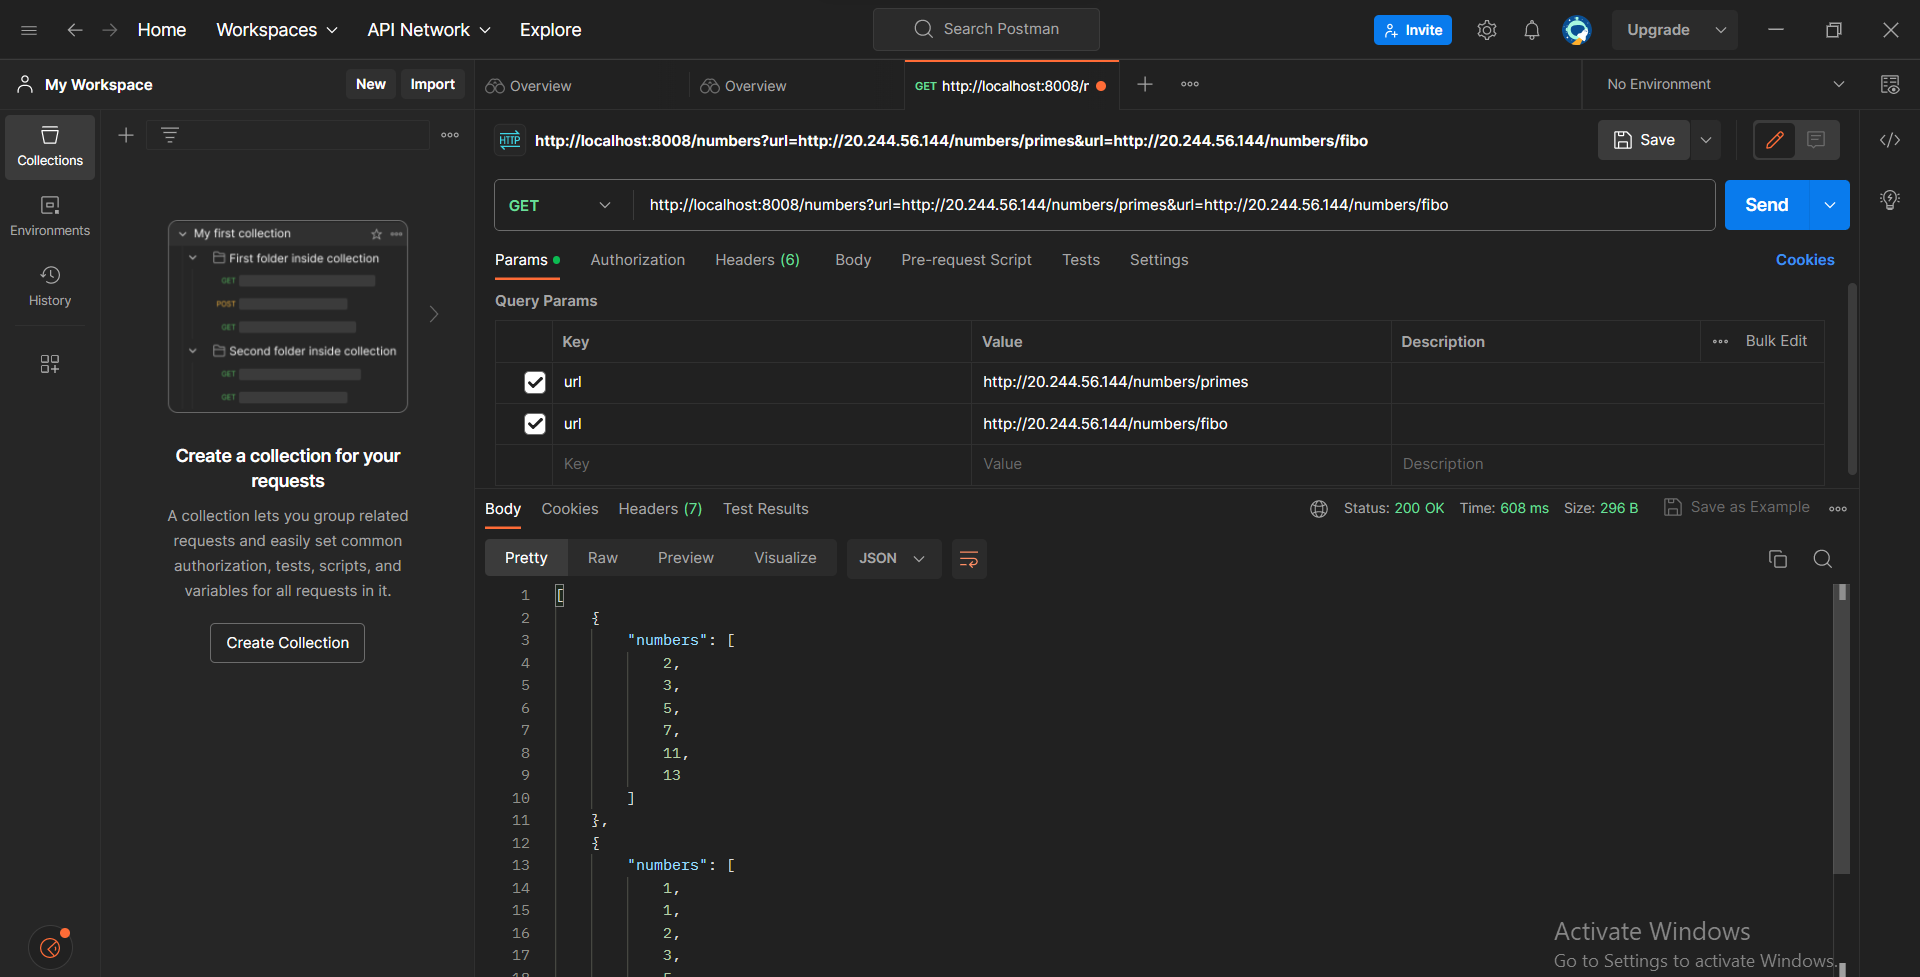 Home Workspaces API Network Explore Search Postman Invite Upgrade
My Workspace New Import Overview Overview GET http://localhost:8008/r No Environment
Collections
Environments
History
My first collection
First folder inside collection
GET
POST
GET
Second folder inside collection
GET
GET
Create a collection for your
requests
A collection lets you group related
requests and easily set common
authorization, tests, scripts, and
variables for all requests in it.
Create Collection
HTTP http://localhost:8008/numbers?url=http://20.244.56.144/numbers/primes&url=http://20.244.56.144/numbers/fibo Save
GET http://localhost:8008/numbers?url=http://20.244.56.144/numbers/primes&url=http://20.244.56.144/numbers/fibo Send
Params Authorization Headers (6) Body Pre-request Script Tests Settings Cookies
Query Params
Key Value Description Bulk Edit
url http://20.244.56.144/numbers/primes
url http://20.244.56.144/numbers/fibo
Key Value Description
Body Cookies Headers (7) Test Results Status: 200 OK Time: 608 ms Size: 296 B Save as Example
Pretty Raw Preview Visualize JSON
1 [
2 {
3 "numbers": [
4 2,
5 3,
6 5,
7 7,
8 11,
9 13
10 ]
11 },
12 {
13 "numbers": [
14 1,
15 1,
16 2,
17 3,
18 5
Activate Windows
Go to Settings to activate Windows.